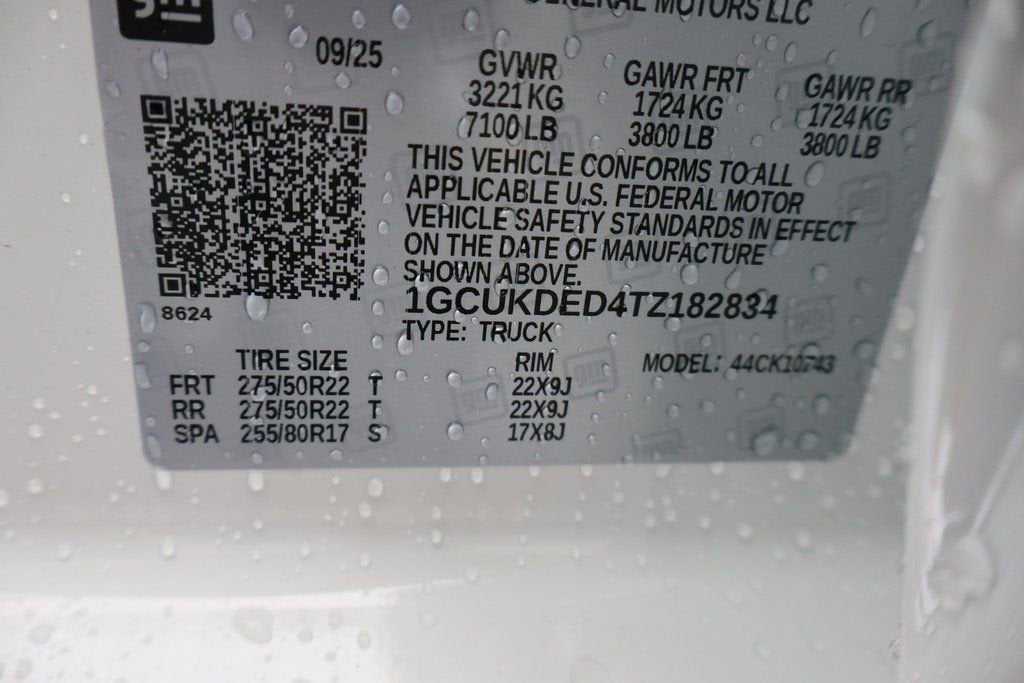 gm
GENERAL MOTORS LLC
09/25
GVWR GAWR FRT GAWR RR
3221 KG 1724 KG 1724 KG
7100 LB 3800 LB 3800 LB
THIS VEHICLE CONFORMS TO ALL
APPLICABLE U.S. FEDERAL MOTOR
VEHICLE SAFETY STANDARDS IN EFFECT
ON THE DATE OF MANUFACTURE
SHOWN ABOVE.
8624
1GCUKDED4TZ182834
TYPE: TRUCK
TIRE SIZE RIM MODEL: 44CK10743
FRT 275/50R22 T 22X9J
RR 275/50R22 T 22X9J
SPA 255/80R17 S 17X8J